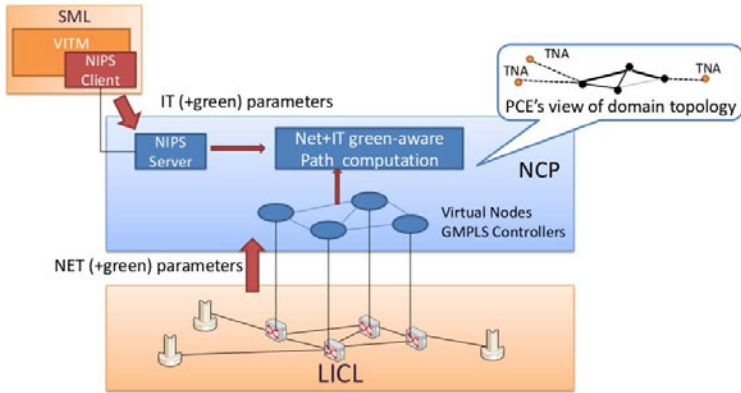 SML
VITM
NIPS
Client
IT (+green) parameters
TNA
TNA
TNA
PCE's view of domain topology
NIPS
Server
Net+IT green-aware
Path computation
NCP
Virtual Nodes
GMPLS Controllers
NET (+green) parameters
LICL